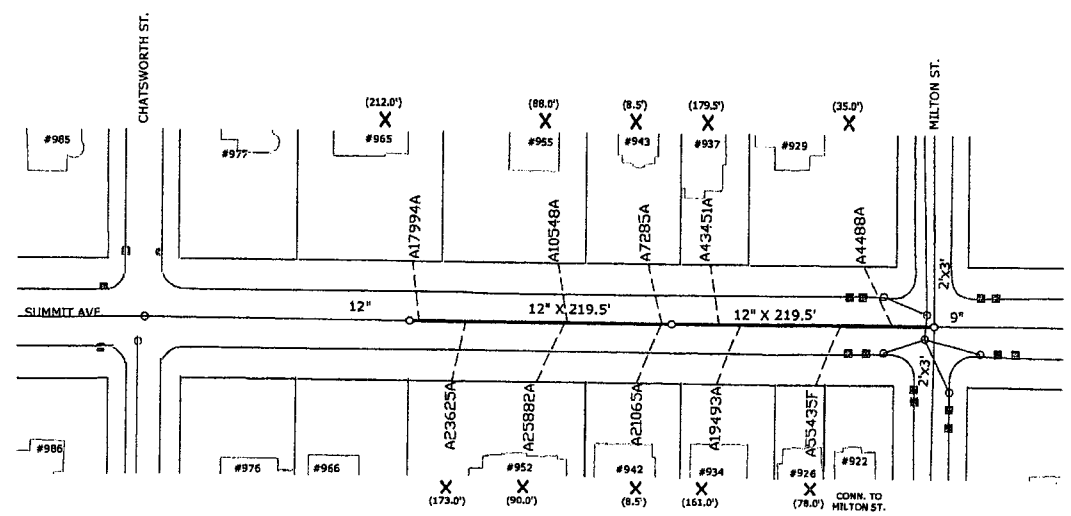 CHATSWORTH ST.
MILTON ST.
(212.0')
(88.0')
(8.5')
(179.5')
(35.0')
X X X X X
#985
#977
#965
#955
#943
#937
#929
A17994A
A10548A
A7285A
A43451A
A4488A
2'x3'
SUMMIT AVE
12"
12" X 219.5'
12" X 219.5'
9"
2'x3'
A23625A
A25882A
A21065A
A19493A
A55435F
#986
#976
#966
#952
#942
#934
#926
#922
X X X X X
(173.0')
(90.0')
(8.5')
(161.0')
(78.0')
CONN. TO
MILTON ST.